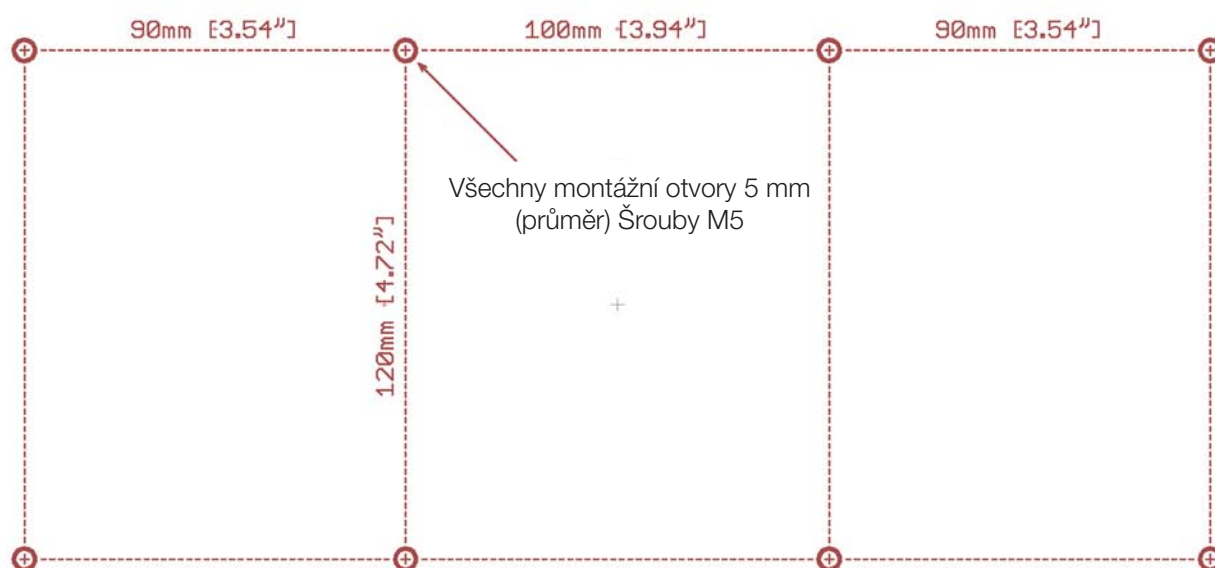 90mm [3.54"]
100mm [3.94"]
90mm [3.54"]
Všechny montážní otvory 5 mm
(průměr) Šrouby M5
120mm [4.72"]